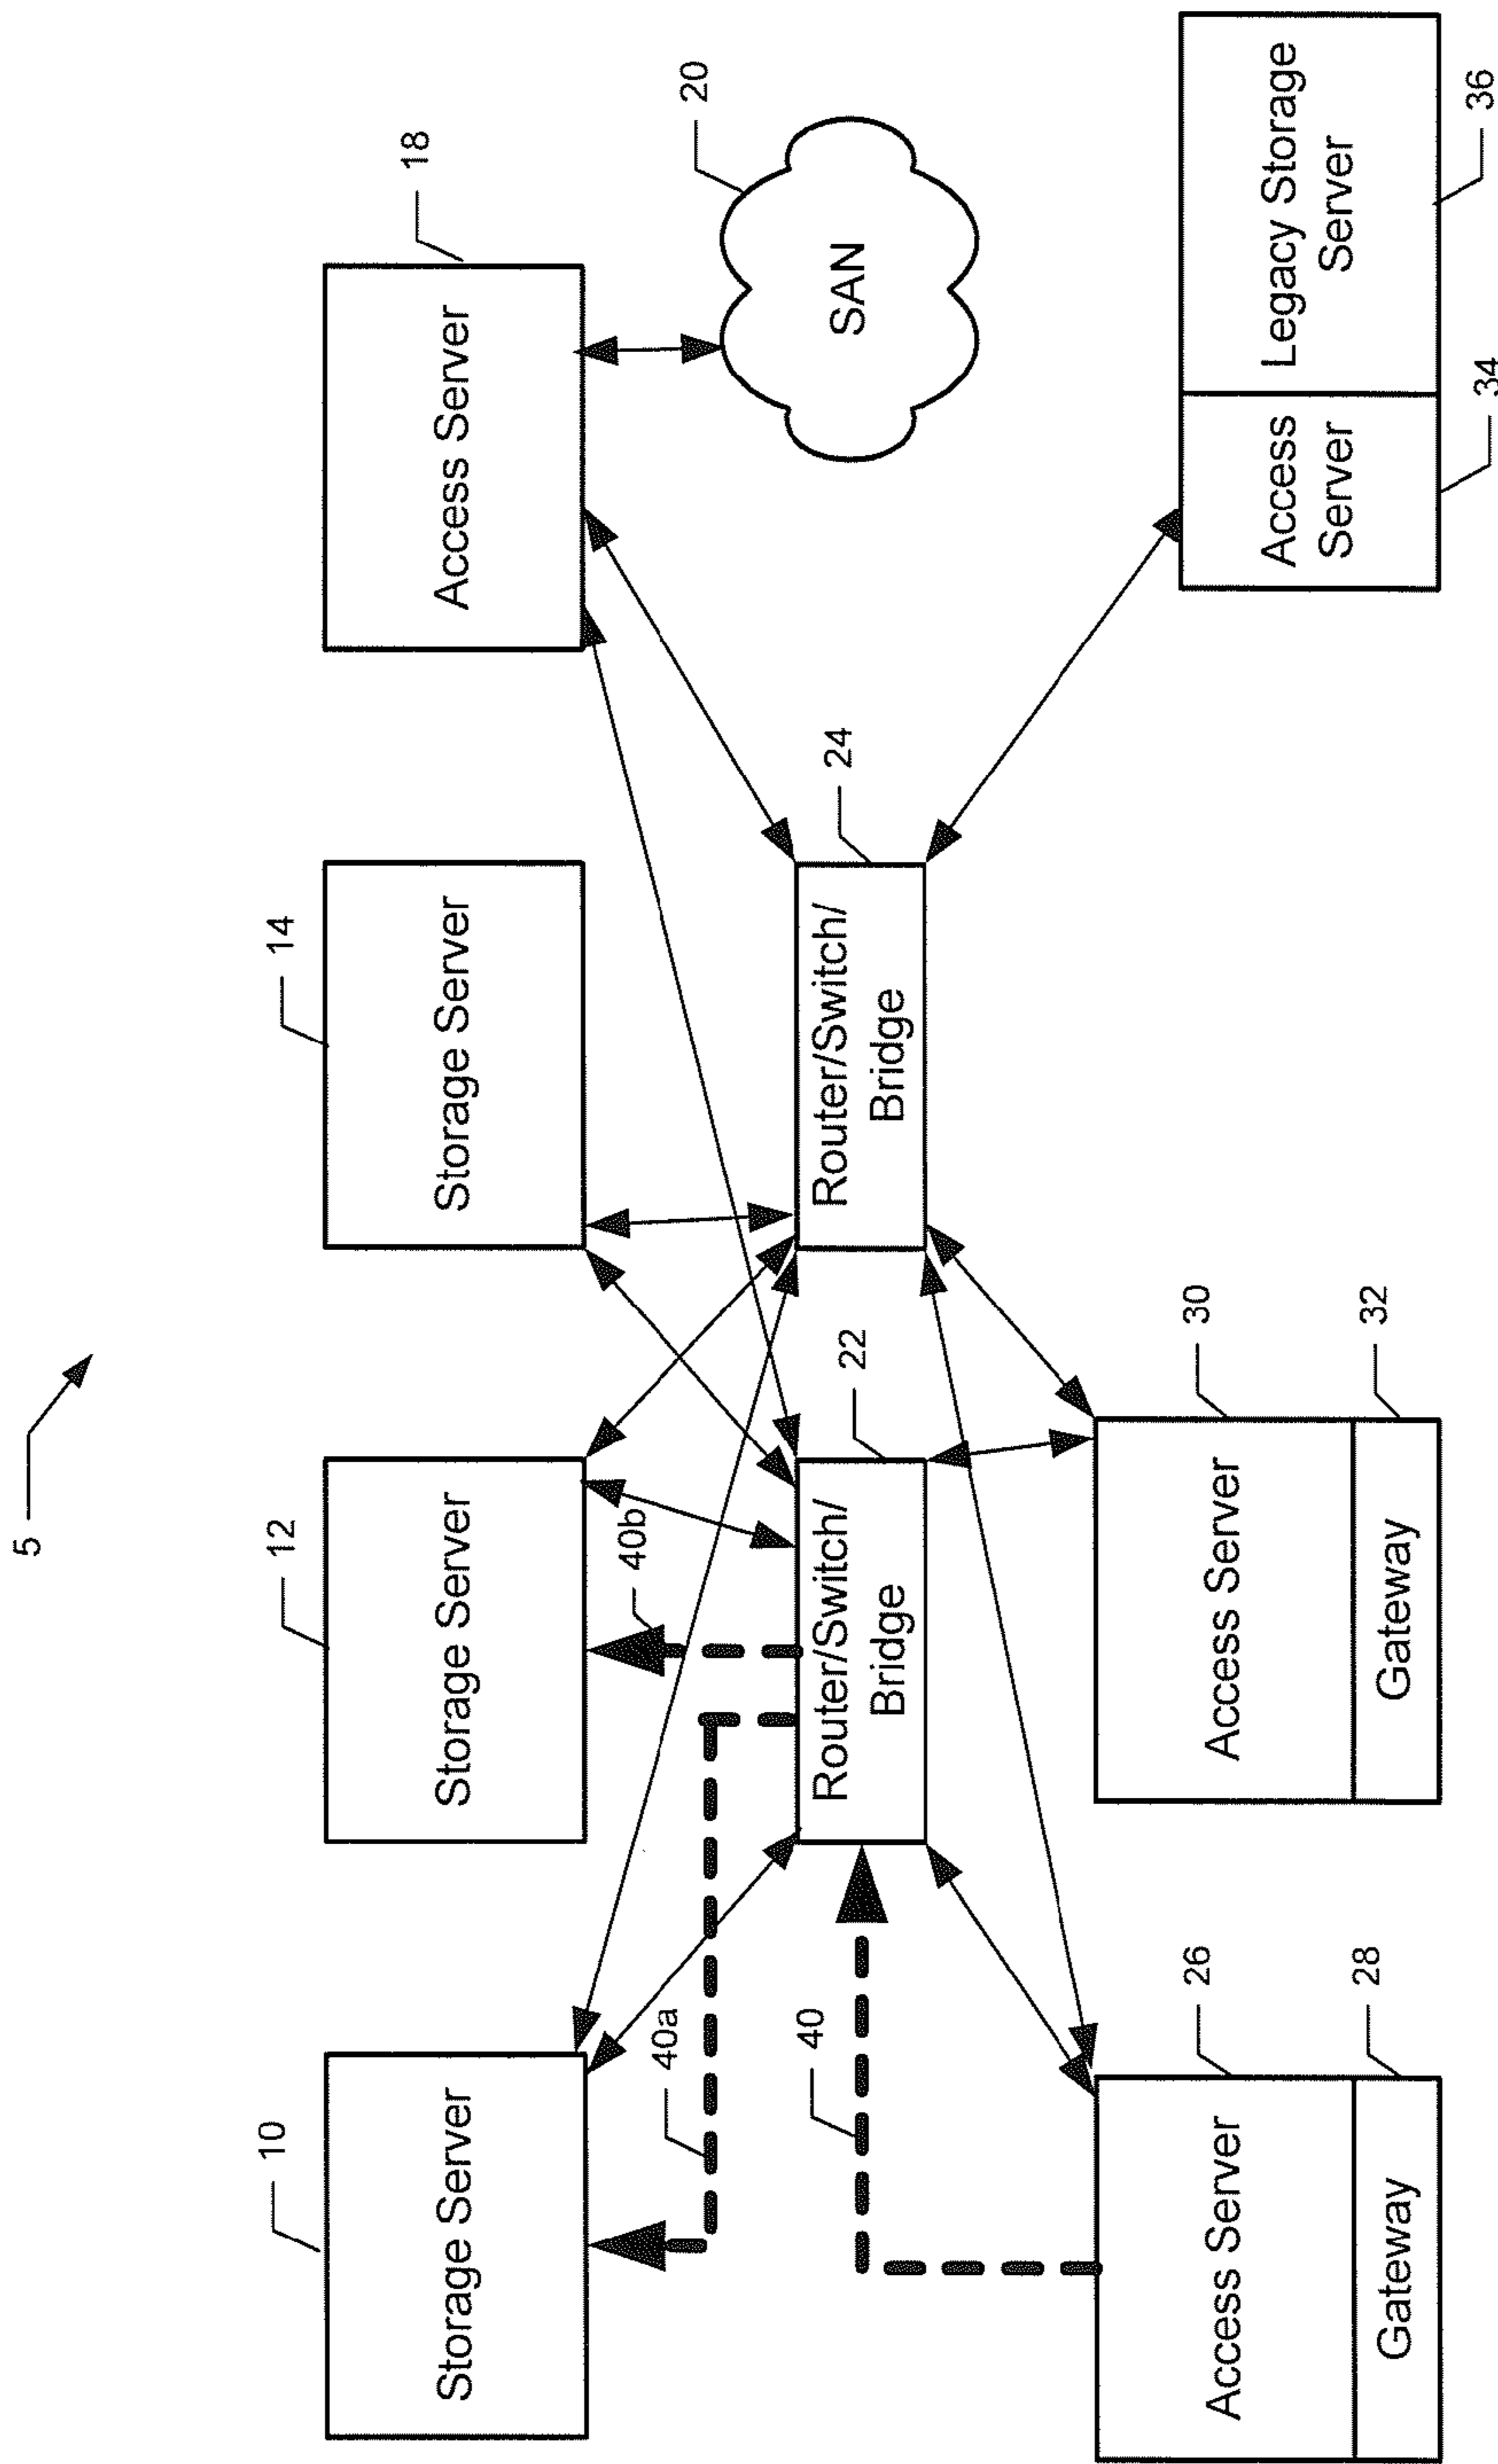 5
10
12
14
18
Storage Server
Storage Server
Storage Server
Access Server
20
SAN
40a
40b
40
22
24
Router/Switch/
Bridge
Router/Switch/
Bridge
26
30
Access Server
Access Server
28
32
Gateway
Gateway
Access
Server
Legacy Storage
Server
34
36